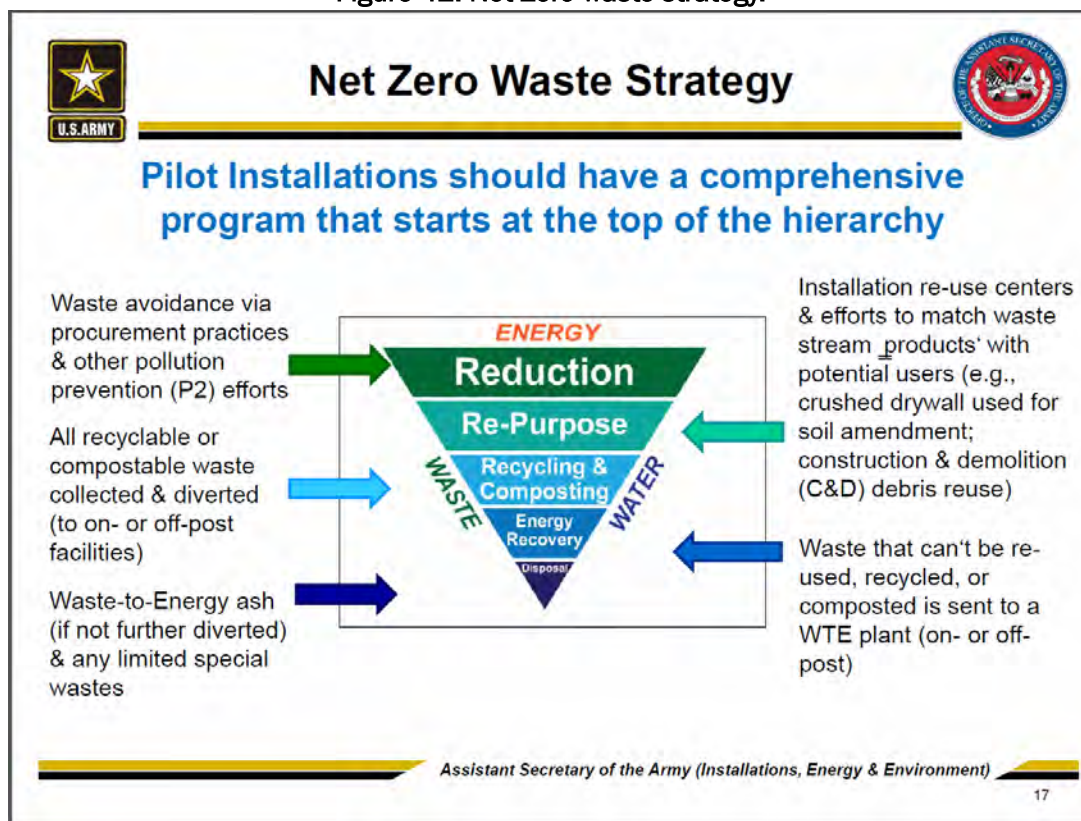 Figure 12. Net Zero Waste Strategy.
U.S.ARMY
Net Zero Waste Strategy
Pilot Installations should have a comprehensive
program that starts at the top of the hierarchy
Waste avoidance via
procurement practices
& other pollution
prevention (P2) efforts
All recyclable or
compostable waste
collected & diverted
(to on- or off-post
facilities)
Waste-to-Energy ash
(if not further diverted)
& any limited special
wastes
ENERGY
Reduction
Re-Purpose
Recycling &
Composting
Energy
Recovery
Disposal
WASTE
WATER
Installation re-use centers
& efforts to match waste
stream ‗products‘ with
potential users (e.g.,
crushed drywall used for
soil amendment;
construction & demolition
(C&D) debris reuse)
Waste that can‘t be re-
used, recycled, or
composted is sent to a
WTE plant (on- or off-
post)
Assistant Secretary of the Army (Installations, Energy & Environment)
17